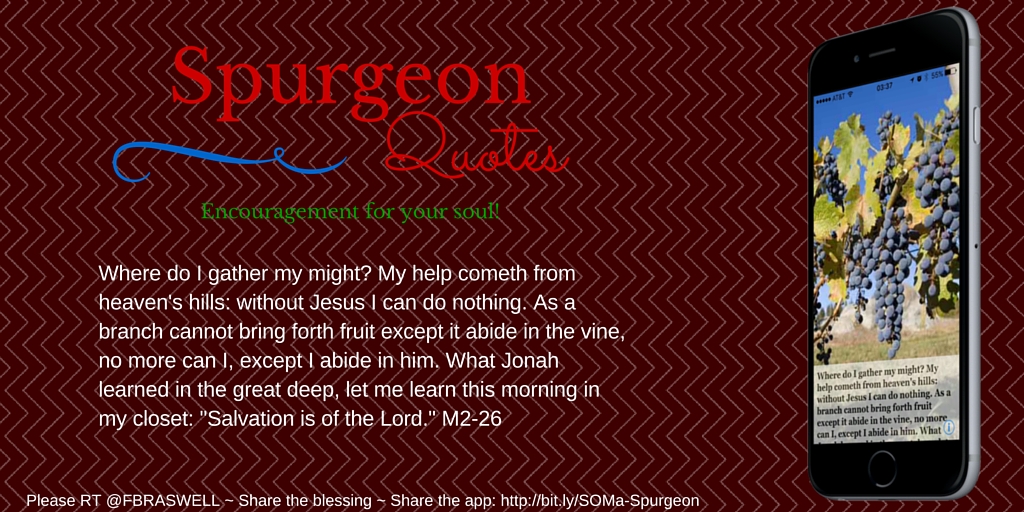 Spurgeon
Quotes
Encouragement for your soul!
Where do I gather my might? My help cometh from
heaven's hills: without Jesus I can do nothing. As a
branch cannot bring forth fruit except it abide in the vine,
no more can I, except I abide in him. What Jonah
learned in the great deep, let me learn this morning in
my closet: "Salvation is of the Lord." M2-26
Please RT @FBRASWELL ~ Share the blessing ~ Share the app: http://bit.ly/SOMa-Spurgeon
AT&T 03:37 56%
Where do I gather my might? My
help cometh from heaven's hills:
without Jesus I can do nothing. As a
branch cannot bring forth fruit
except it abide in the vine, no more
can I, except I abide in him. What